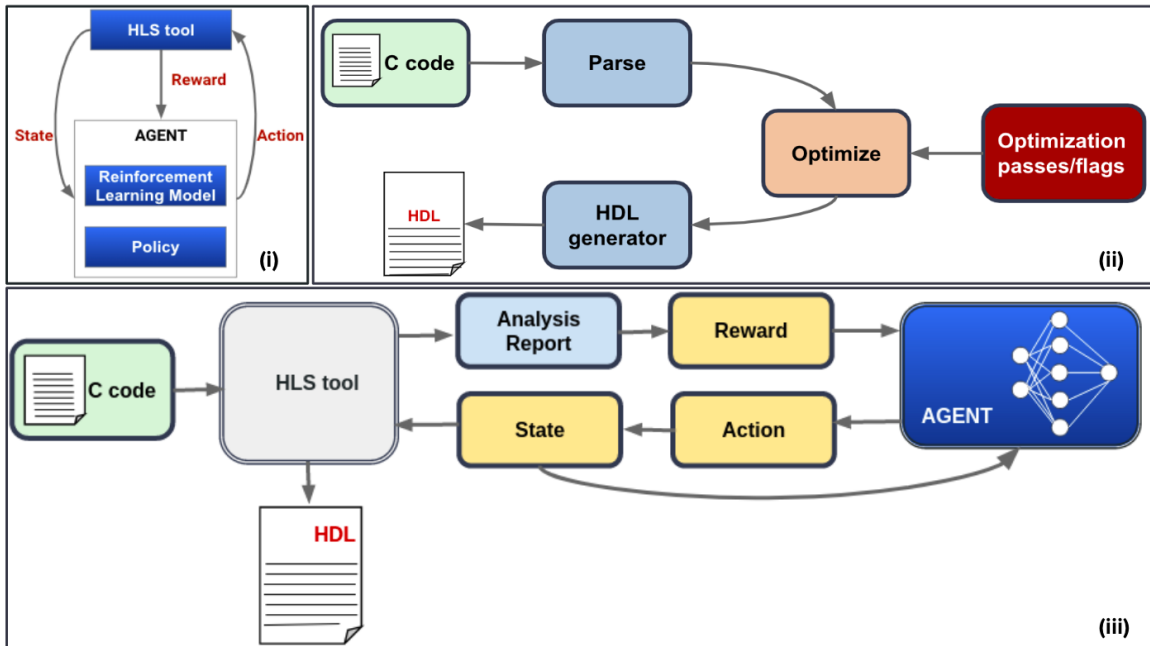 HLS tool
Reward
State
AGENT
Action
Reinforcement
Learning Model
Policy
(i)
C code
Parse
Optimize
Optimization
passes/flags
HDL
HDL
generator
(ii)
C code
HLS tool
Analysis
Report
Reward
State
Action
AGENT
HDL
(iii)